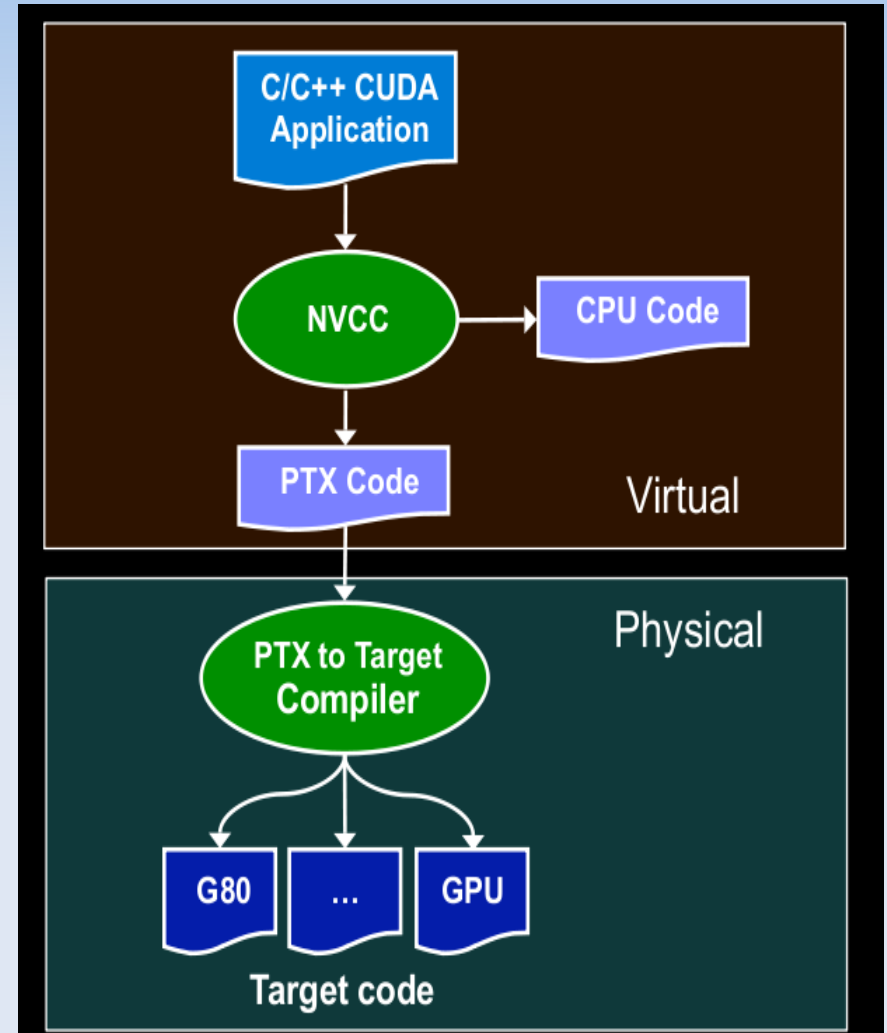 C/C++ CUDA
Application
NVCC
CPU Code
PTX Code
Virtual
Physical
PTX to Target
Compiler
G80
...
GPU
Target code